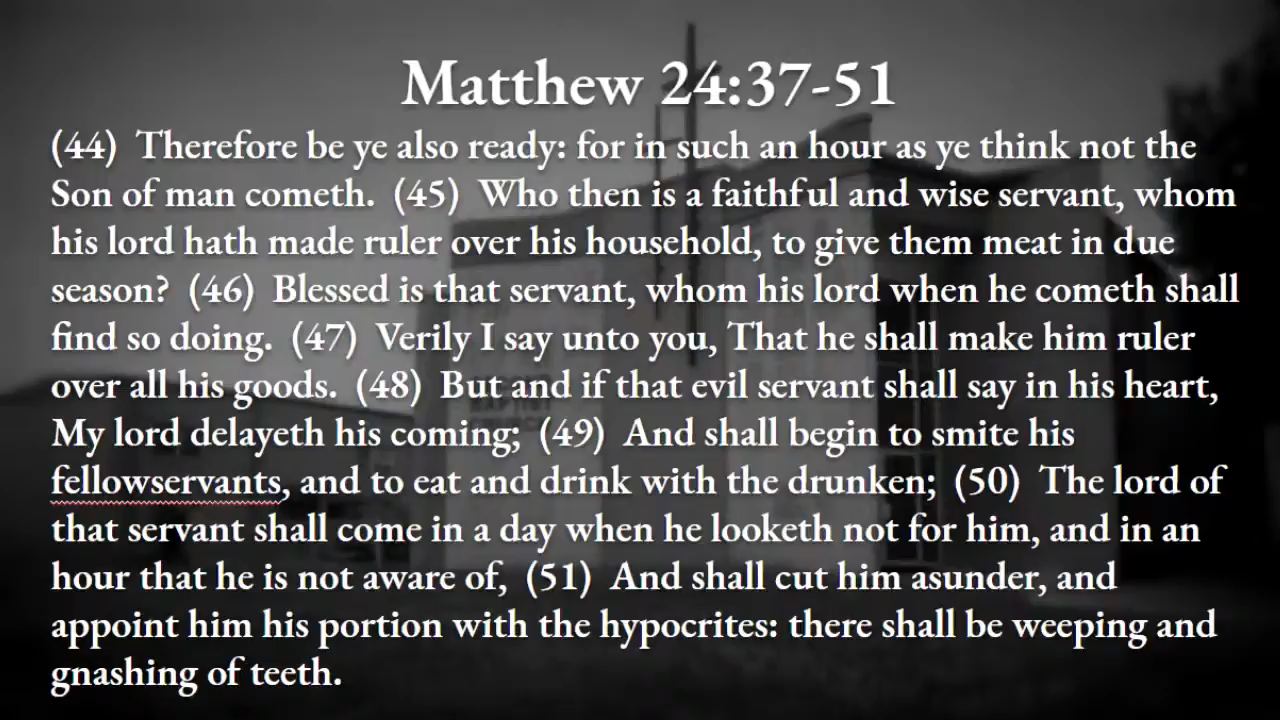 Matthew 24:37-51
(44)  Therefore be ye also ready: for in such an hour as ye think not the
Son of man cometh.  (45)  Who then is a faithful and wise servant, whom
his lord hath made ruler over his household, to give them meat in due
season?  (46)  Blessed is that servant, whom his lord when he cometh shall
find so doing.  (47)  Verily I say unto you, That he shall make him ruler
over all his goods.  (48)  But and if that evil servant shall say in his heart,
My lord delayeth his coming;  (49)  And shall begin to smite his
fellowservants, and to eat and drink with the drunken;  (50)  The lord of
that servant shall come in a day when he looketh not for him, and in an
hour that he is not aware of,  (51)  And shall cut him asunder, and
appoint him his portion with the hypocrites: there shall be weeping and
gnashing of teeth.